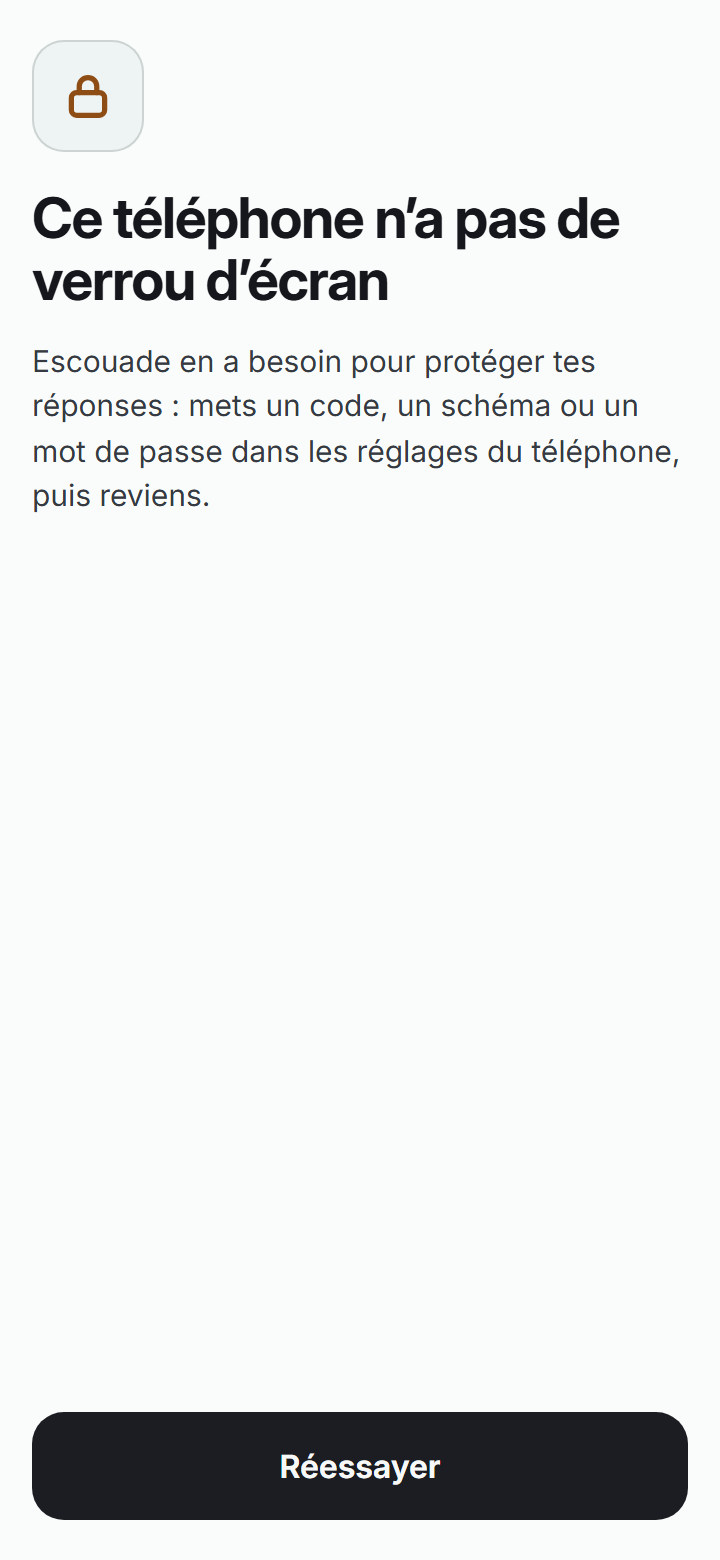 Ce téléphone n’a pas de
verrou d’écran
Escouade en a besoin pour protéger tes
réponses : mets un code, un schéma ou un
mot de passe dans les réglages du téléphone,
puis reviens.
Réessayer